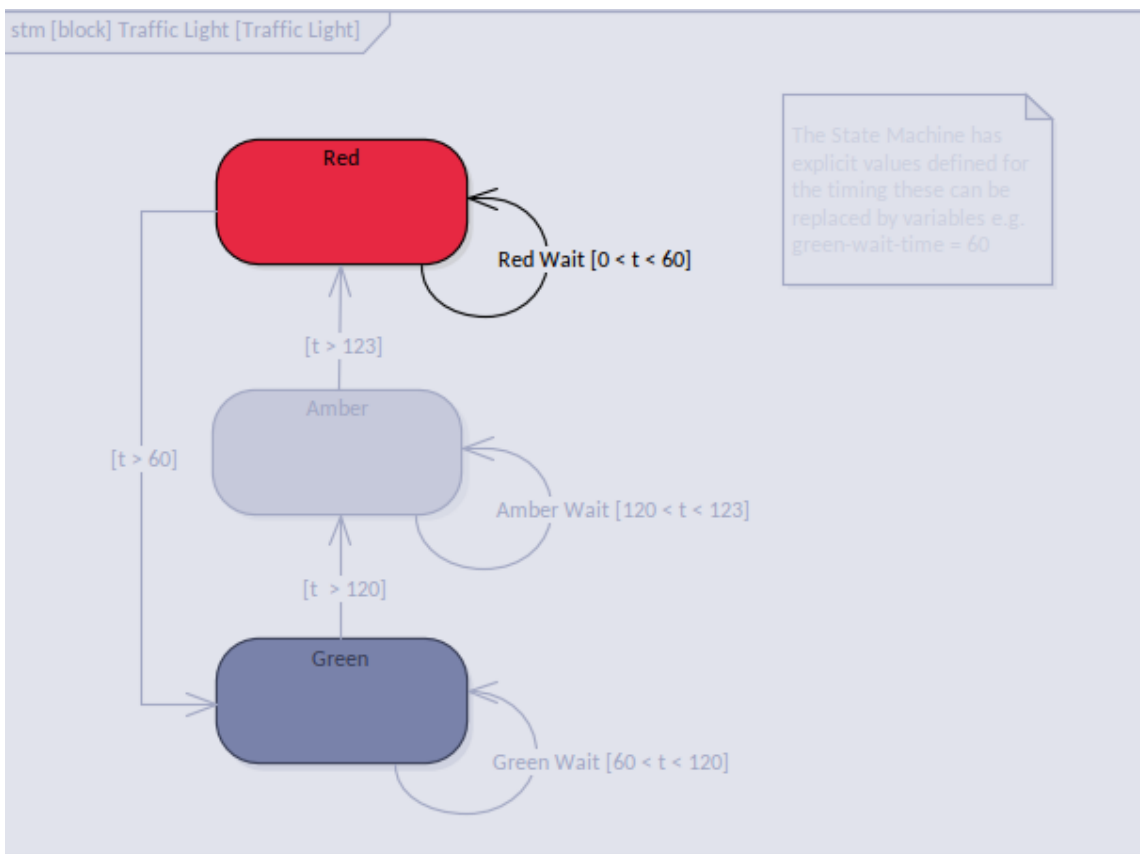 stm [block] Traffic Light [Traffic Light]
The State Machine has
explicit values defined for
the timing these can be
replaced by variables e.g.
green-wait-time = 60
Red
Red Wait [0 < t < 60]
[t > 123]
Amber
[t > 60]
Amber Wait [120 < t < 123]
[t  > 120]
Green
Green Wait [60 < t < 120]